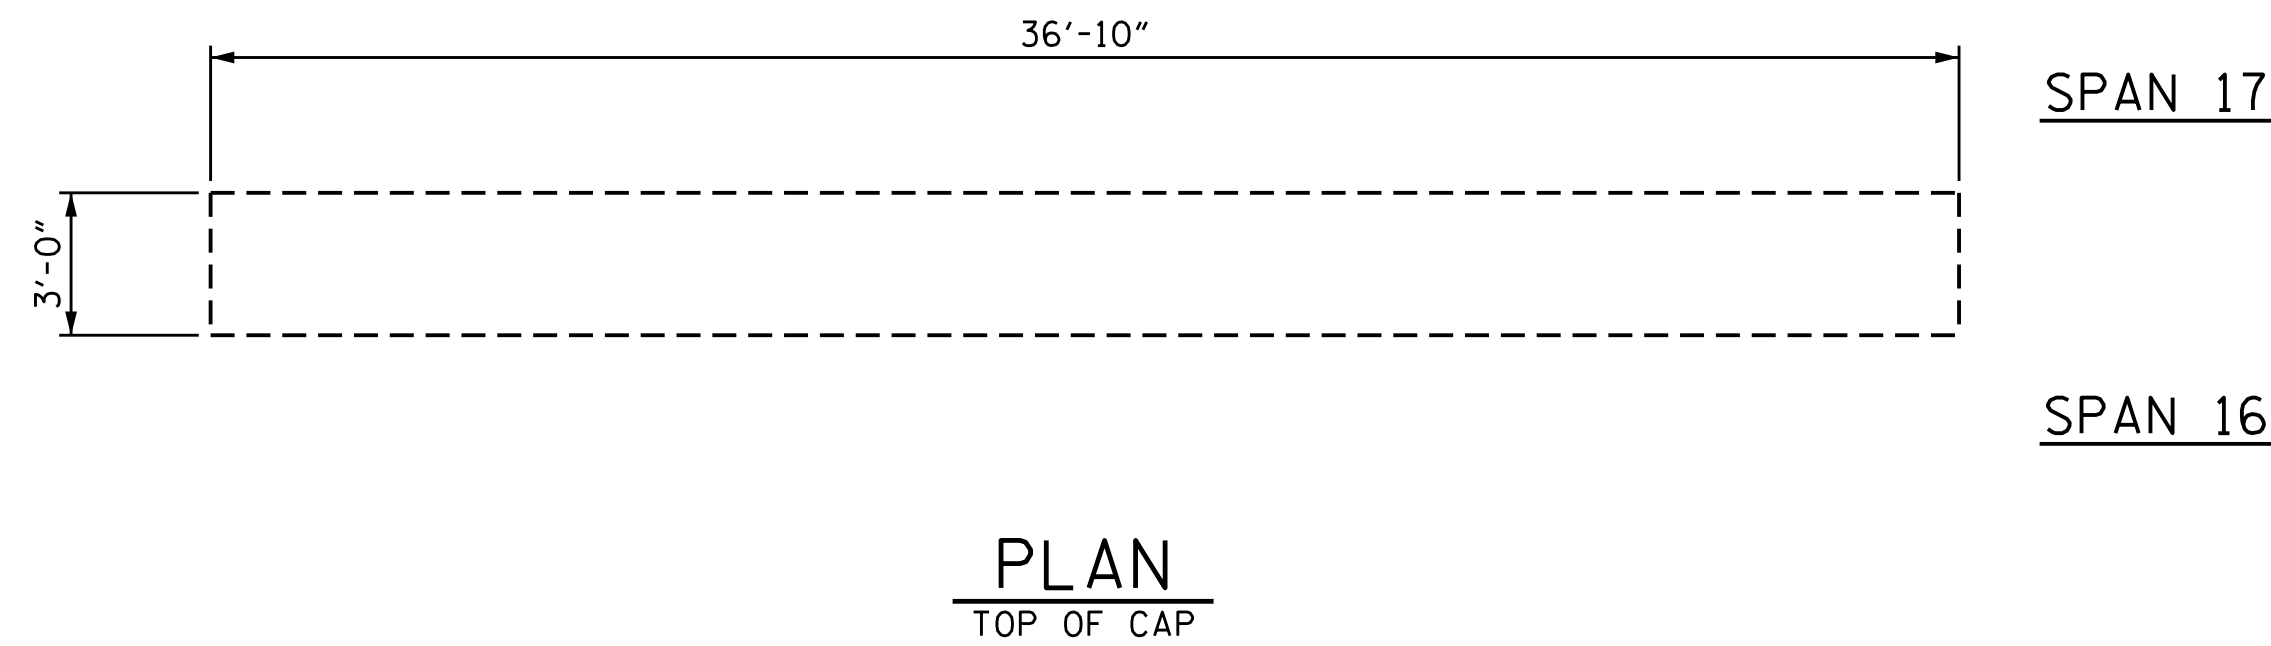 36'-10"
SPAN 17
3'-0"
SPAN 16
PLAN
TOP OF CAP